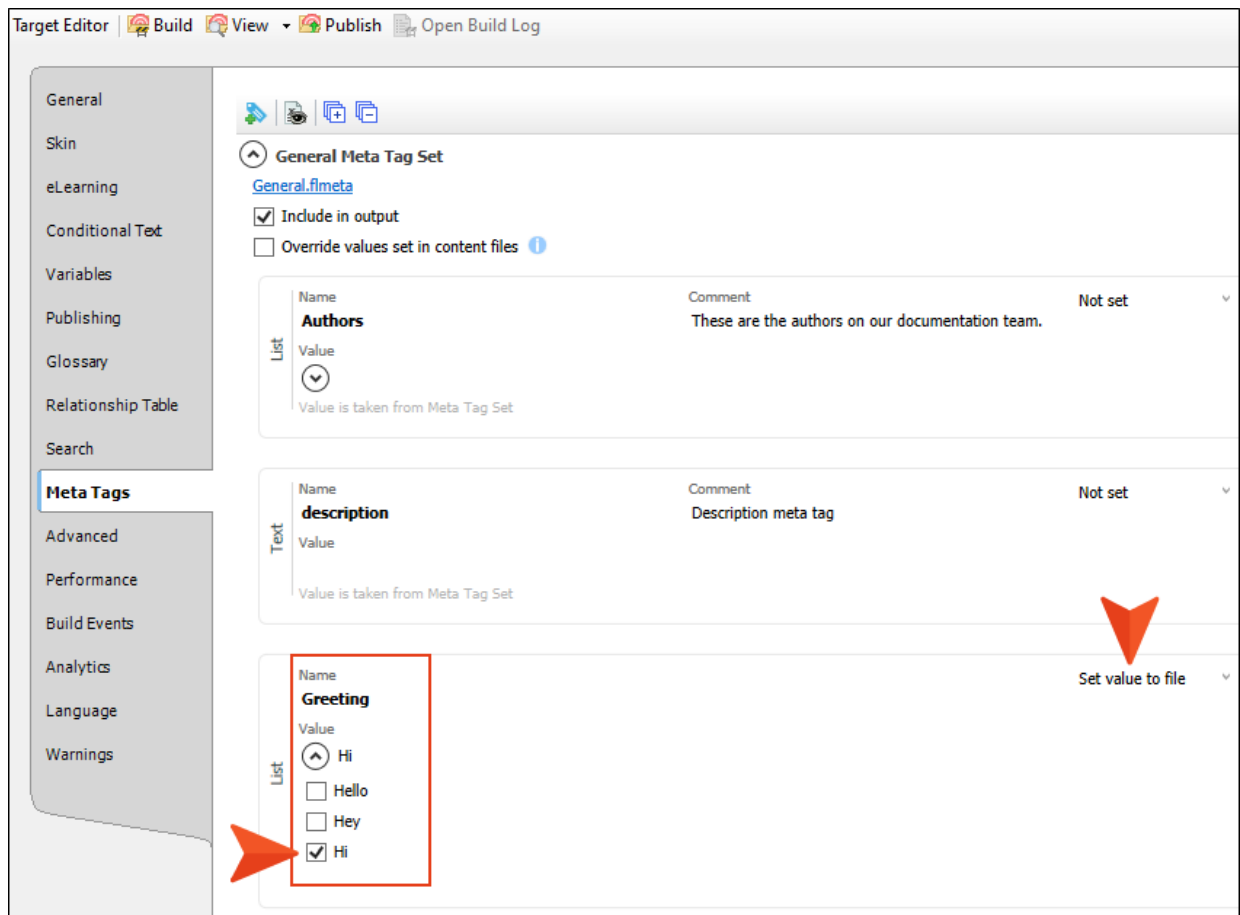 Target Editor Build View Publish Open Build Log
General
Skin
eLearning
Conditional Text
Variables
Publishing
Glossary
Relationship Table
Search
Meta Tags
Advanced
Performance
Build Events
Analytics
Language
Warnings
General Meta Tag Set
General.flmeta
Include in output
Override values set in content files
List
Name
Authors
Comment
These are the authors on our documentation team.
Not set
Value
Value is taken from Meta Tag Set
Text
Name
description
Comment
Description meta tag
Not set
Value
Value is taken from Meta Tag Set
List
Name
Greeting
Set value to file
Value
Hi
Hello
Hey
Hi